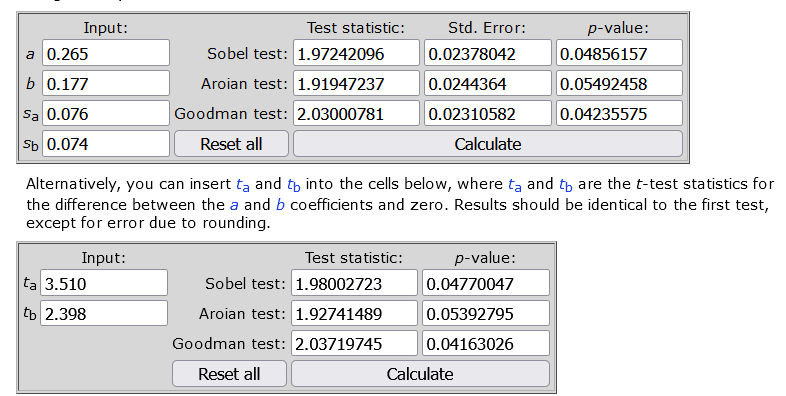 Input: Test statistic: Std. Error: p-value:
a 0.265 Sobel test: 1.97242096 0.02378042 0.04856157
b 0.177 Aroian test: 1.91947237 0.0244364 0.05492458
sa 0.076 Goodman test: 2.03000781 0.02310582 0.04235575
sb 0.074 Reset all Calculate
Alternatively, you can insert ta and tb into the cells below, where ta and tb are the t-test statistics for
the difference between the a and b coefficients and zero. Results should be identical to the first test,
except for error due to rounding.
Input: Test statistic: p-value:
ta 3.510 Sobel test: 1.98002723 0.04770047
tb 2.398 Aroian test: 1.92741489 0.05392795
Goodman test: 2.03719745 0.04163026
Reset all Calculate